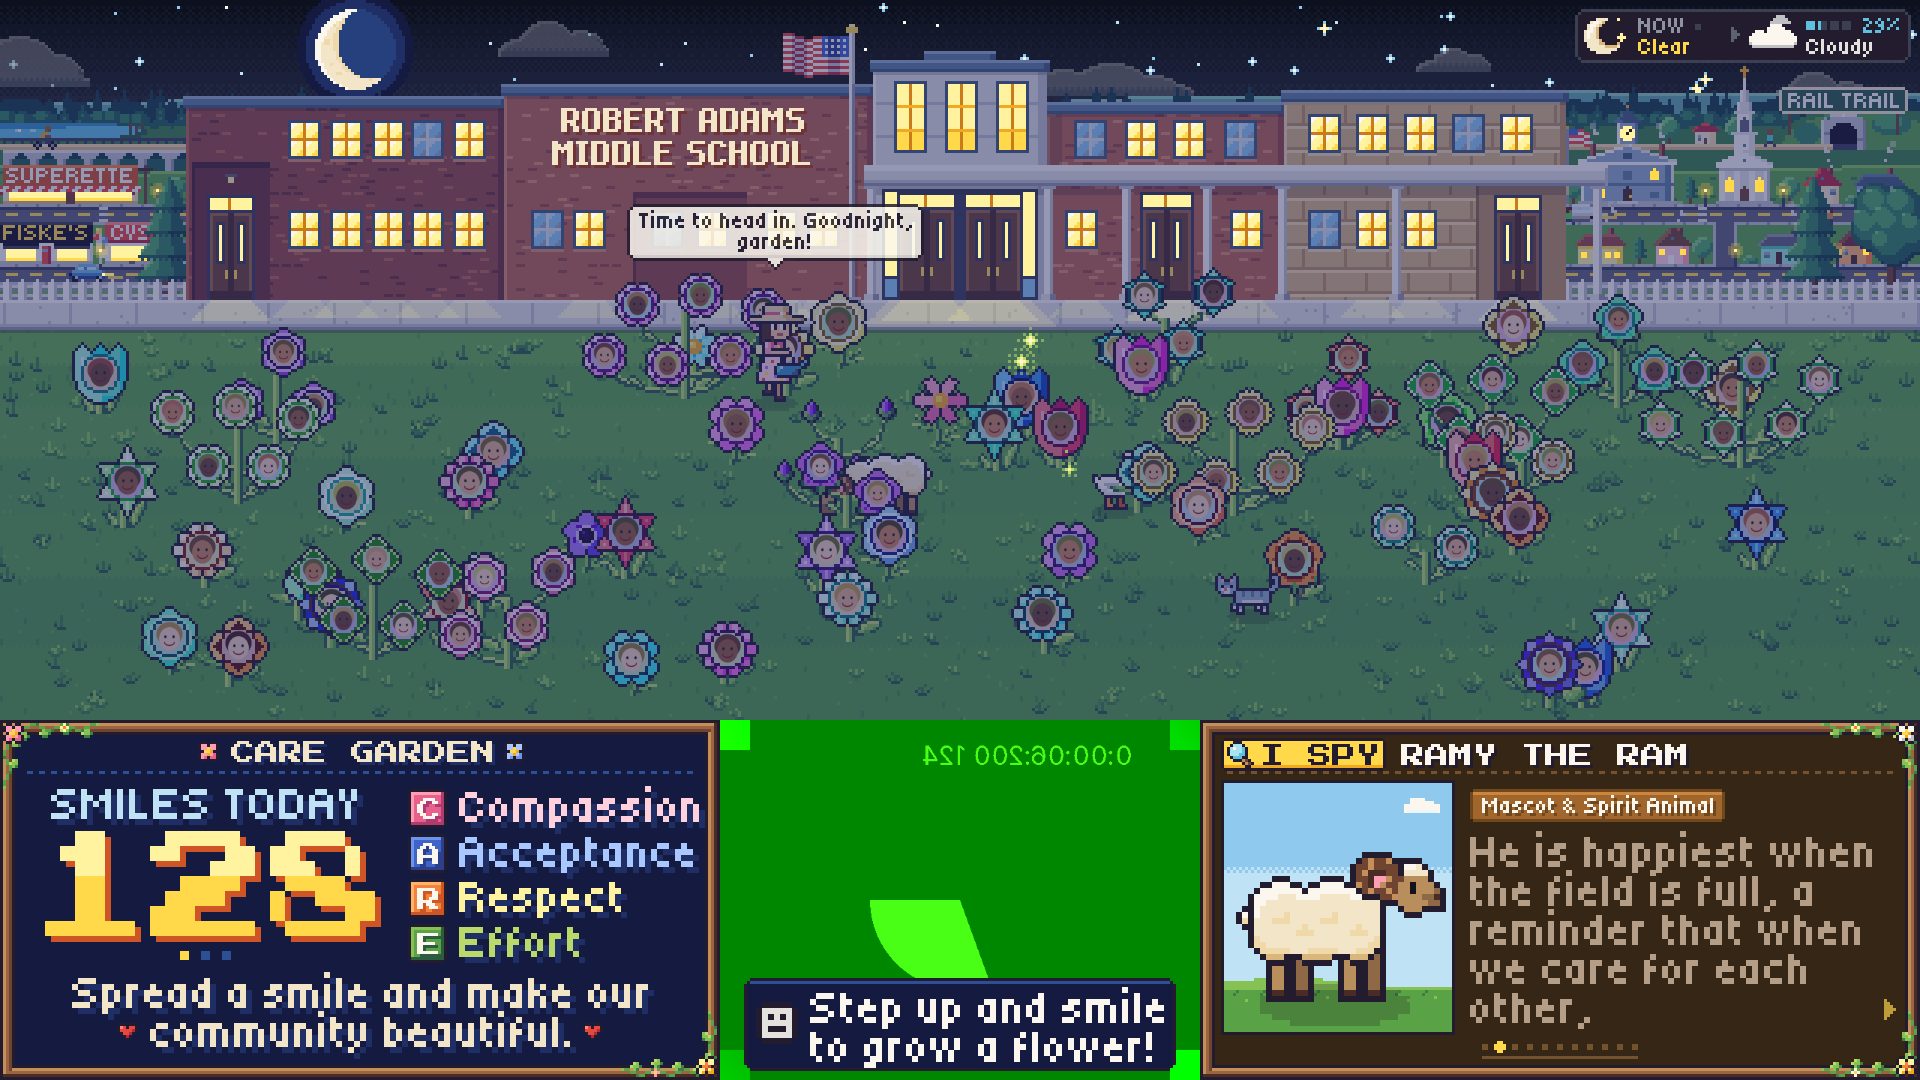 NOW
Clear
29%
Cloudy
RAIL TRAIL
ROBERT ADAMS
MIDDLE SCHOOL
SUPERETTE
FISKE'S
CVS
Time to head in. Goodnight,
garden!
CARE GARDEN
SMILES TODAY
128
C Compassion
A Acceptance
R Respect
E Effort
Spread a smile and make our
community beautiful.
0:00:06:200 124
Step up and smile
to grow a flower!
I SPY RAMY THE RAM
Mascot & Spirit Animal
He is happiest when
the field is full, a
reminder that when
we care for each
other,